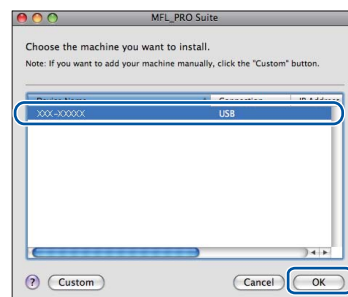 MFL_PRO Suite
Choose the machine you want to install.
Note: If you want to add your machine manually, click the "Custom" button.
Device Name Connection IP Address
XXX-XXXXX USB
? Custom Cancel OK